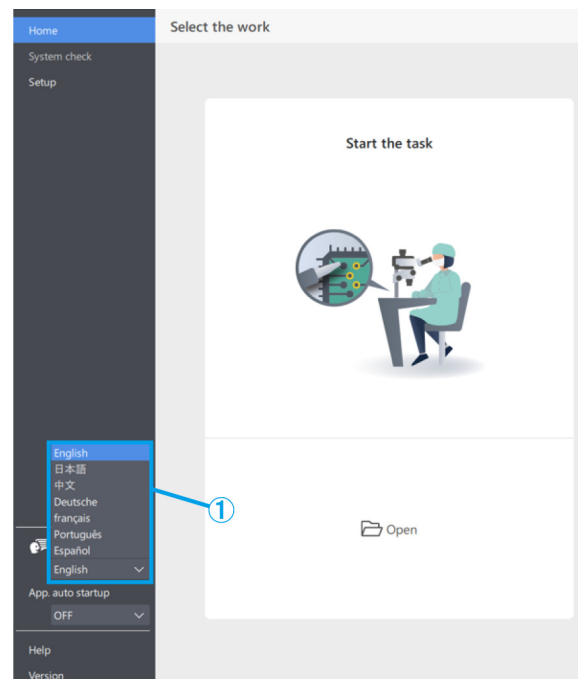 Home
Select the work
System check
Setup
Start the task
English
日本語
中文
Deutsche
français
Português
Español
English
①
Open
App. auto startup
OFF
Help
Version